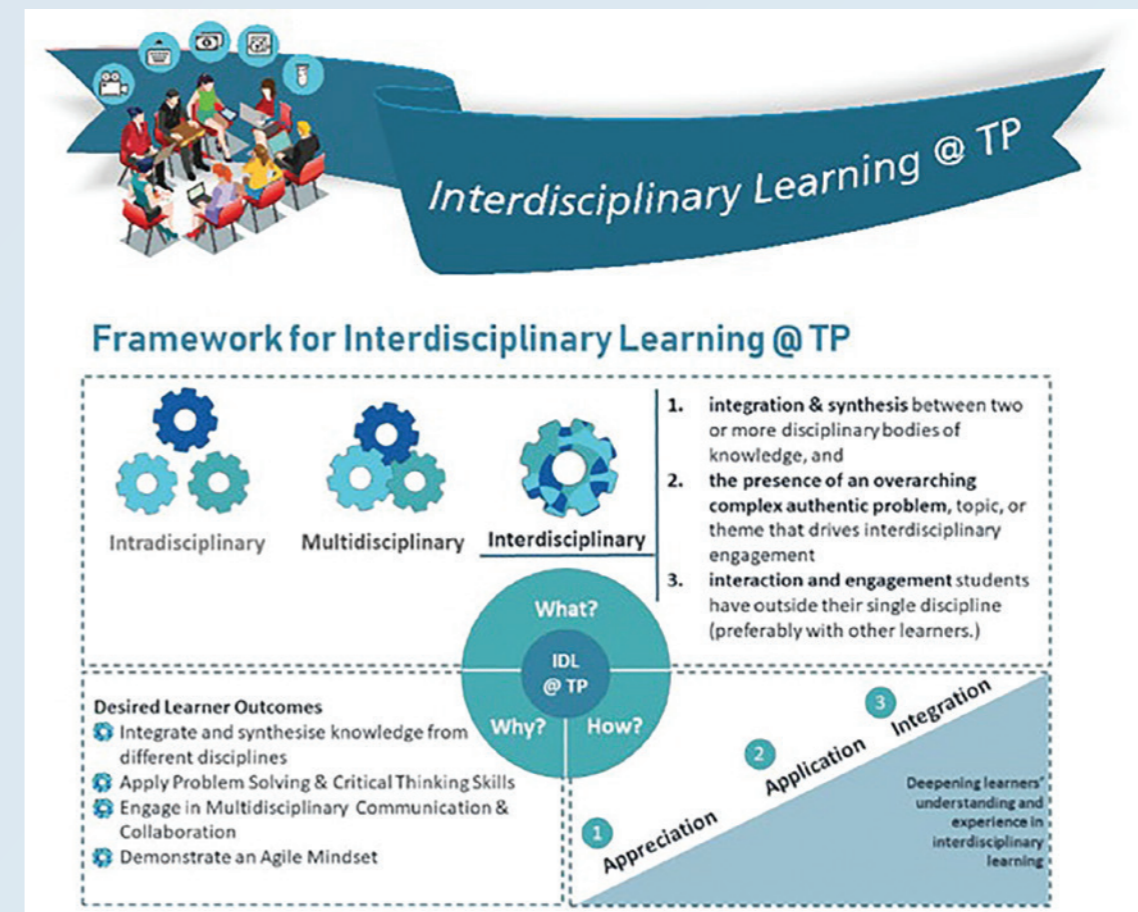 Interdisciplinary Learning @ TP
Framework for Interdisciplinary Learning @ TP
Intradisciplinary
Multidisciplinary
Interdisciplinary
1. integration & synthesis between two
or more disciplinary bodies of
knowledge, and
2. the presence of an overarching
complex authentic problem, topic, or
theme that drives interdisciplinary
engagement
3. interaction and engagement students
have outside their single discipline
(preferably with other learners.)
What?
IDL
@ TP
Why?
How?
Desired Learner Outcomes
Integrate and synthesise knowledge from
different disciplines
Apply Problem Solving & Critical Thinking Skills
Engage in Multidisciplinary Communication &
Collaboration
Demonstrate an Agile Mindset
1
Appreciation
2
Application
3
Integration
Deepening learners'
understanding and
experience in
interdisciplinary
learning